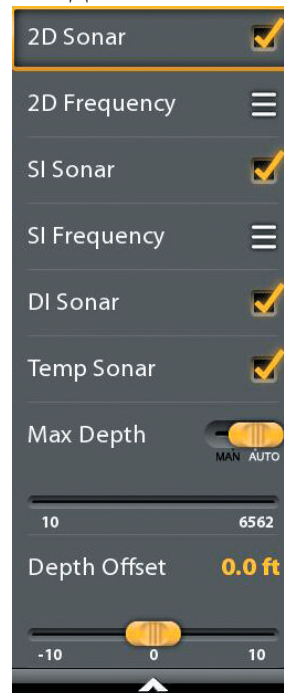 2D Sonar
2D Frequency
SI Sonar
SI Frequency
DI Sonar
Temp Sonar
Max Depth
MAN AUTO
10 6562
Depth Offset 0.0 ft
-10 0 10